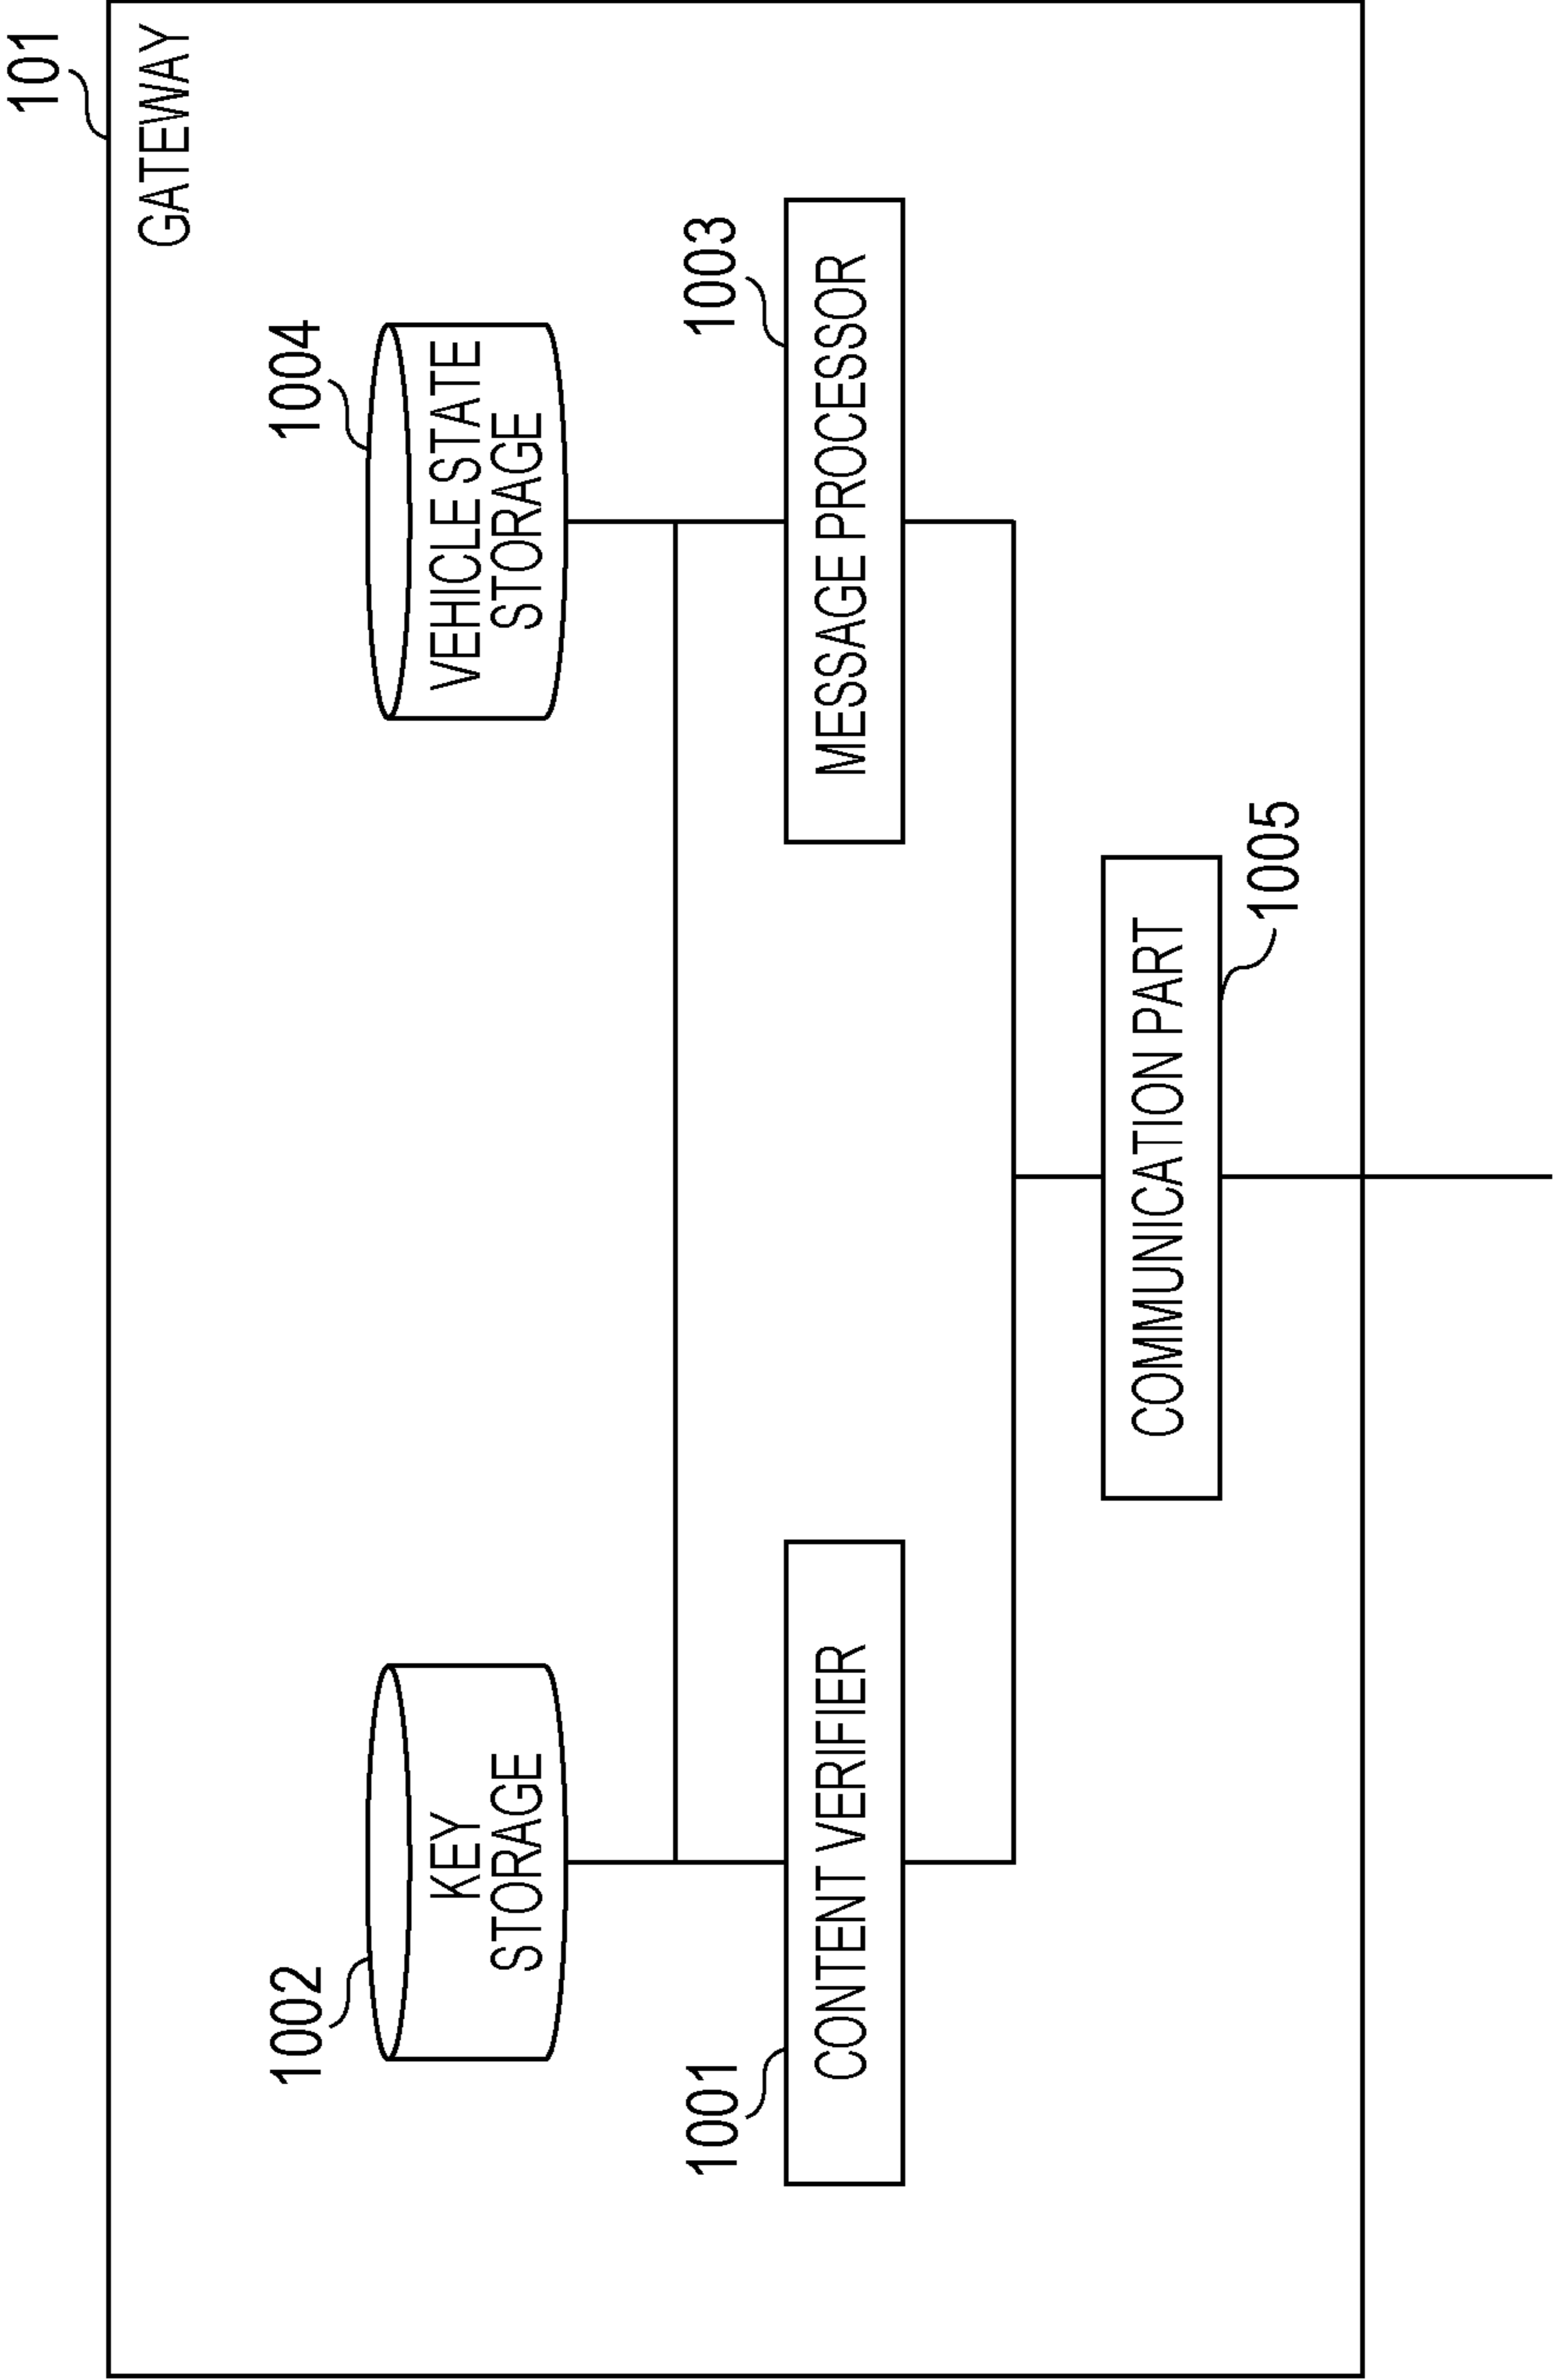 101
GATEWAY
1002
KEY
STORAGE
1004
VEHICLE STATE
STORAGE
1001
CONTENT VERIFIER
1003
MESSAGE PROCESSOR
COMMUNICATION PART
1005